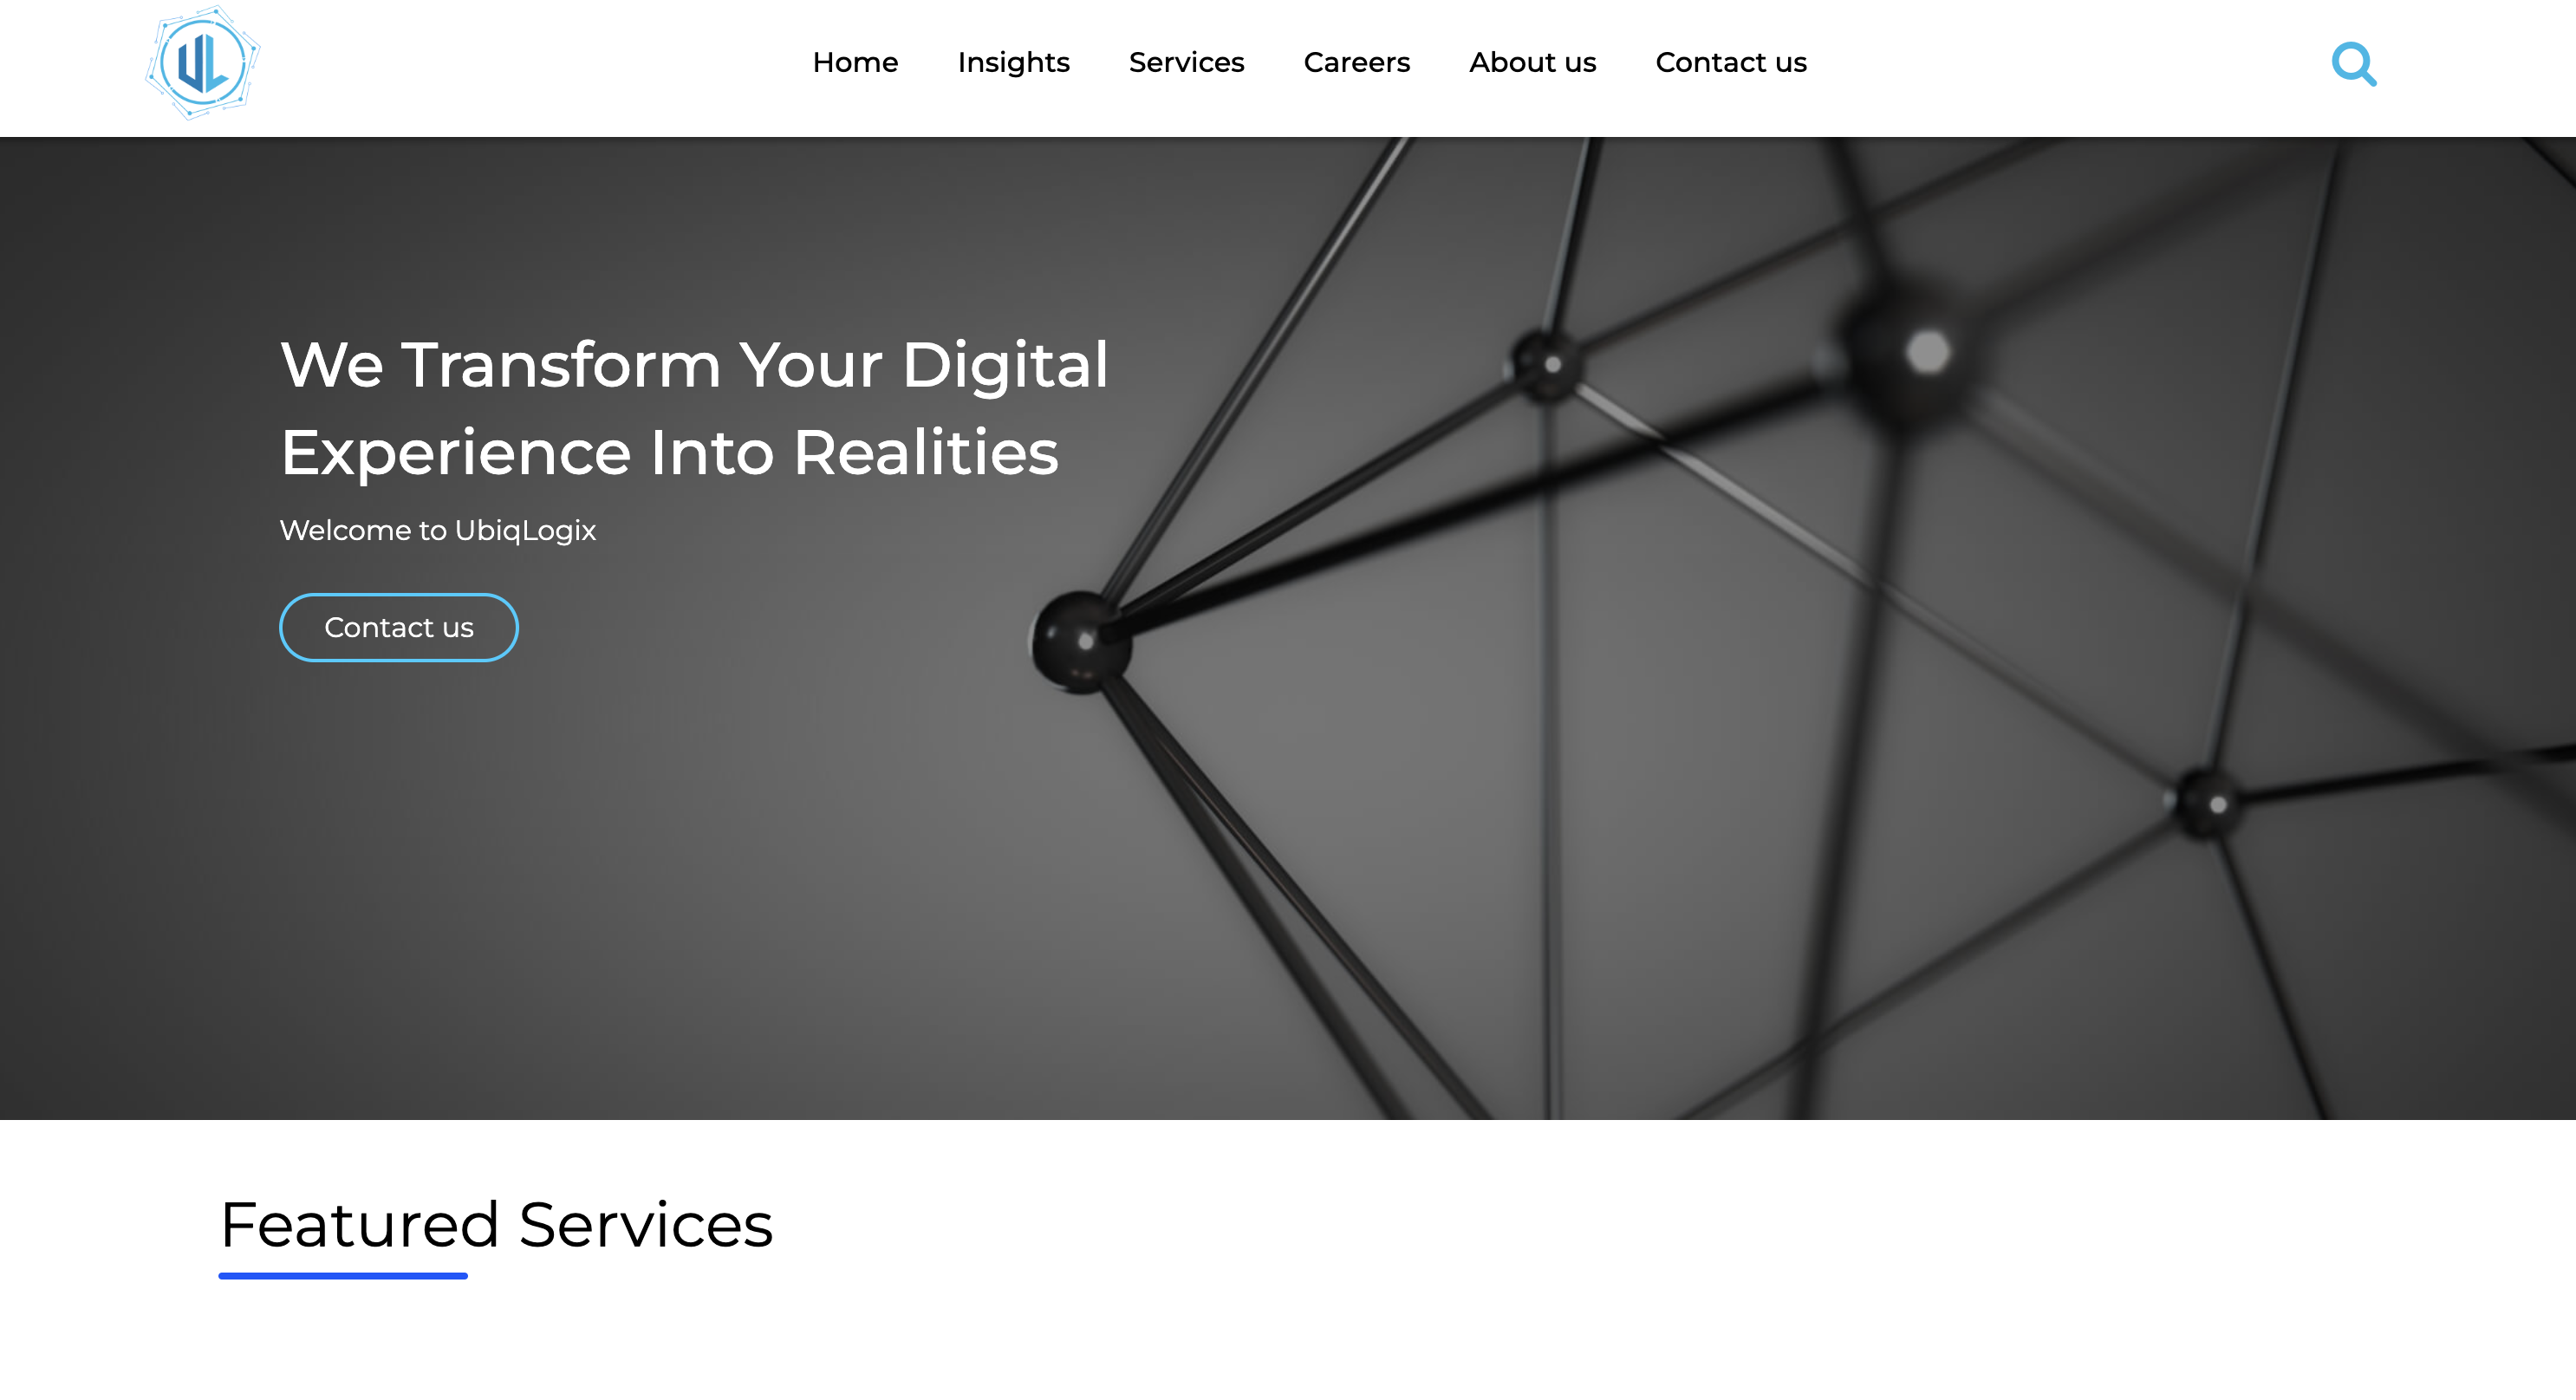 UL
Home Insights Services Careers About us Contact us
We Transform Your Digital
Experience Into Realities
Welcome to UbiqLogix
Contact us
Featured Services